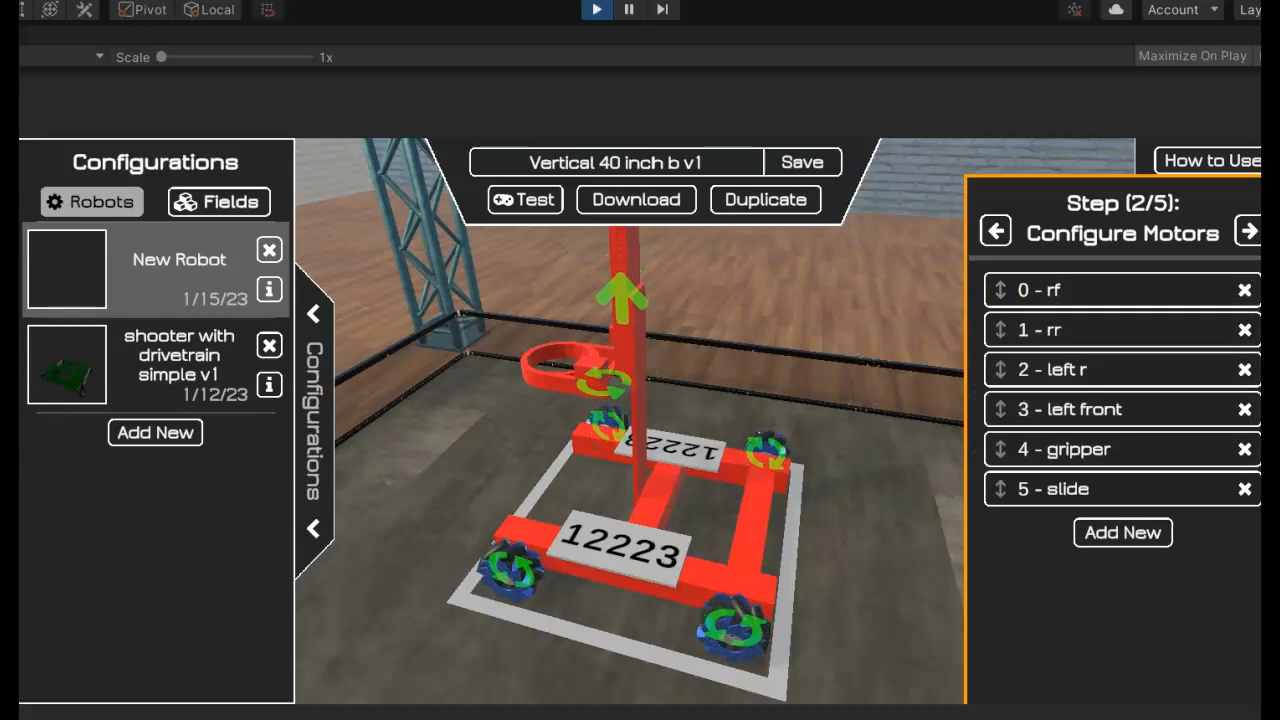 Pivot
Local
Account
Lay
Scale 1x
Maximize On Play
Configurations
Robots
Fields
New Robot
1/15/23
shooter with
drivetrain
simple v1
1/12/23
Add New
Configurations
Vertical 40 inch b v1
Save
Test
Download
Duplicate
How to Use
Step (2/5):
Configure Motors
0 - rf
1 - rr
2 - left r
3 - left front
4 - gripper
5 - slide
Add New
12223
12223